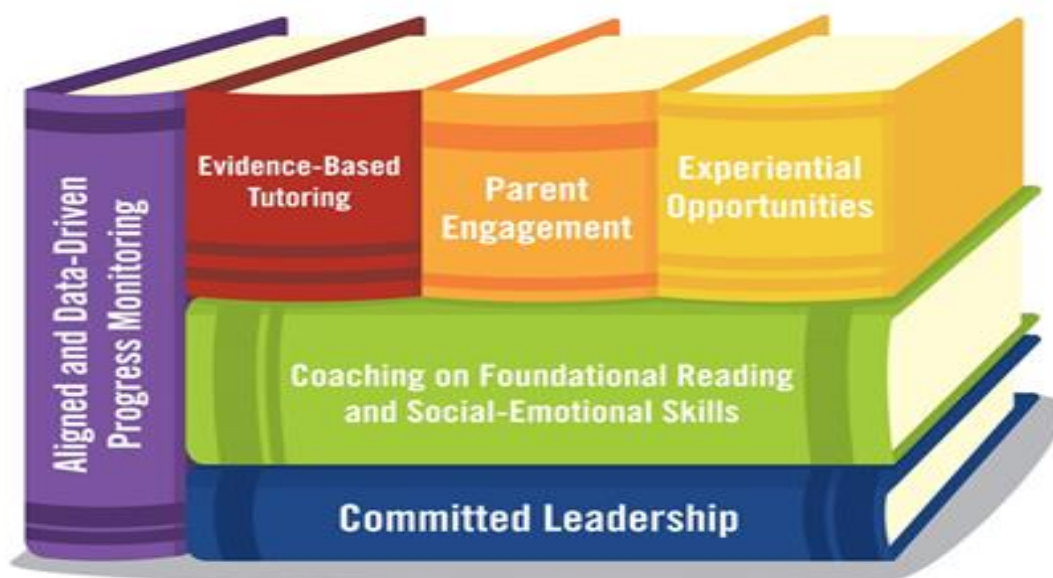 Aligned and Data-Driven
Progress Monitoring
Evidence-Based
Tutoring
Parent
Engagement
Experiential
Opportunities
Coaching on Foundational Reading
and Social-Emotional Skills
Committed Leadership